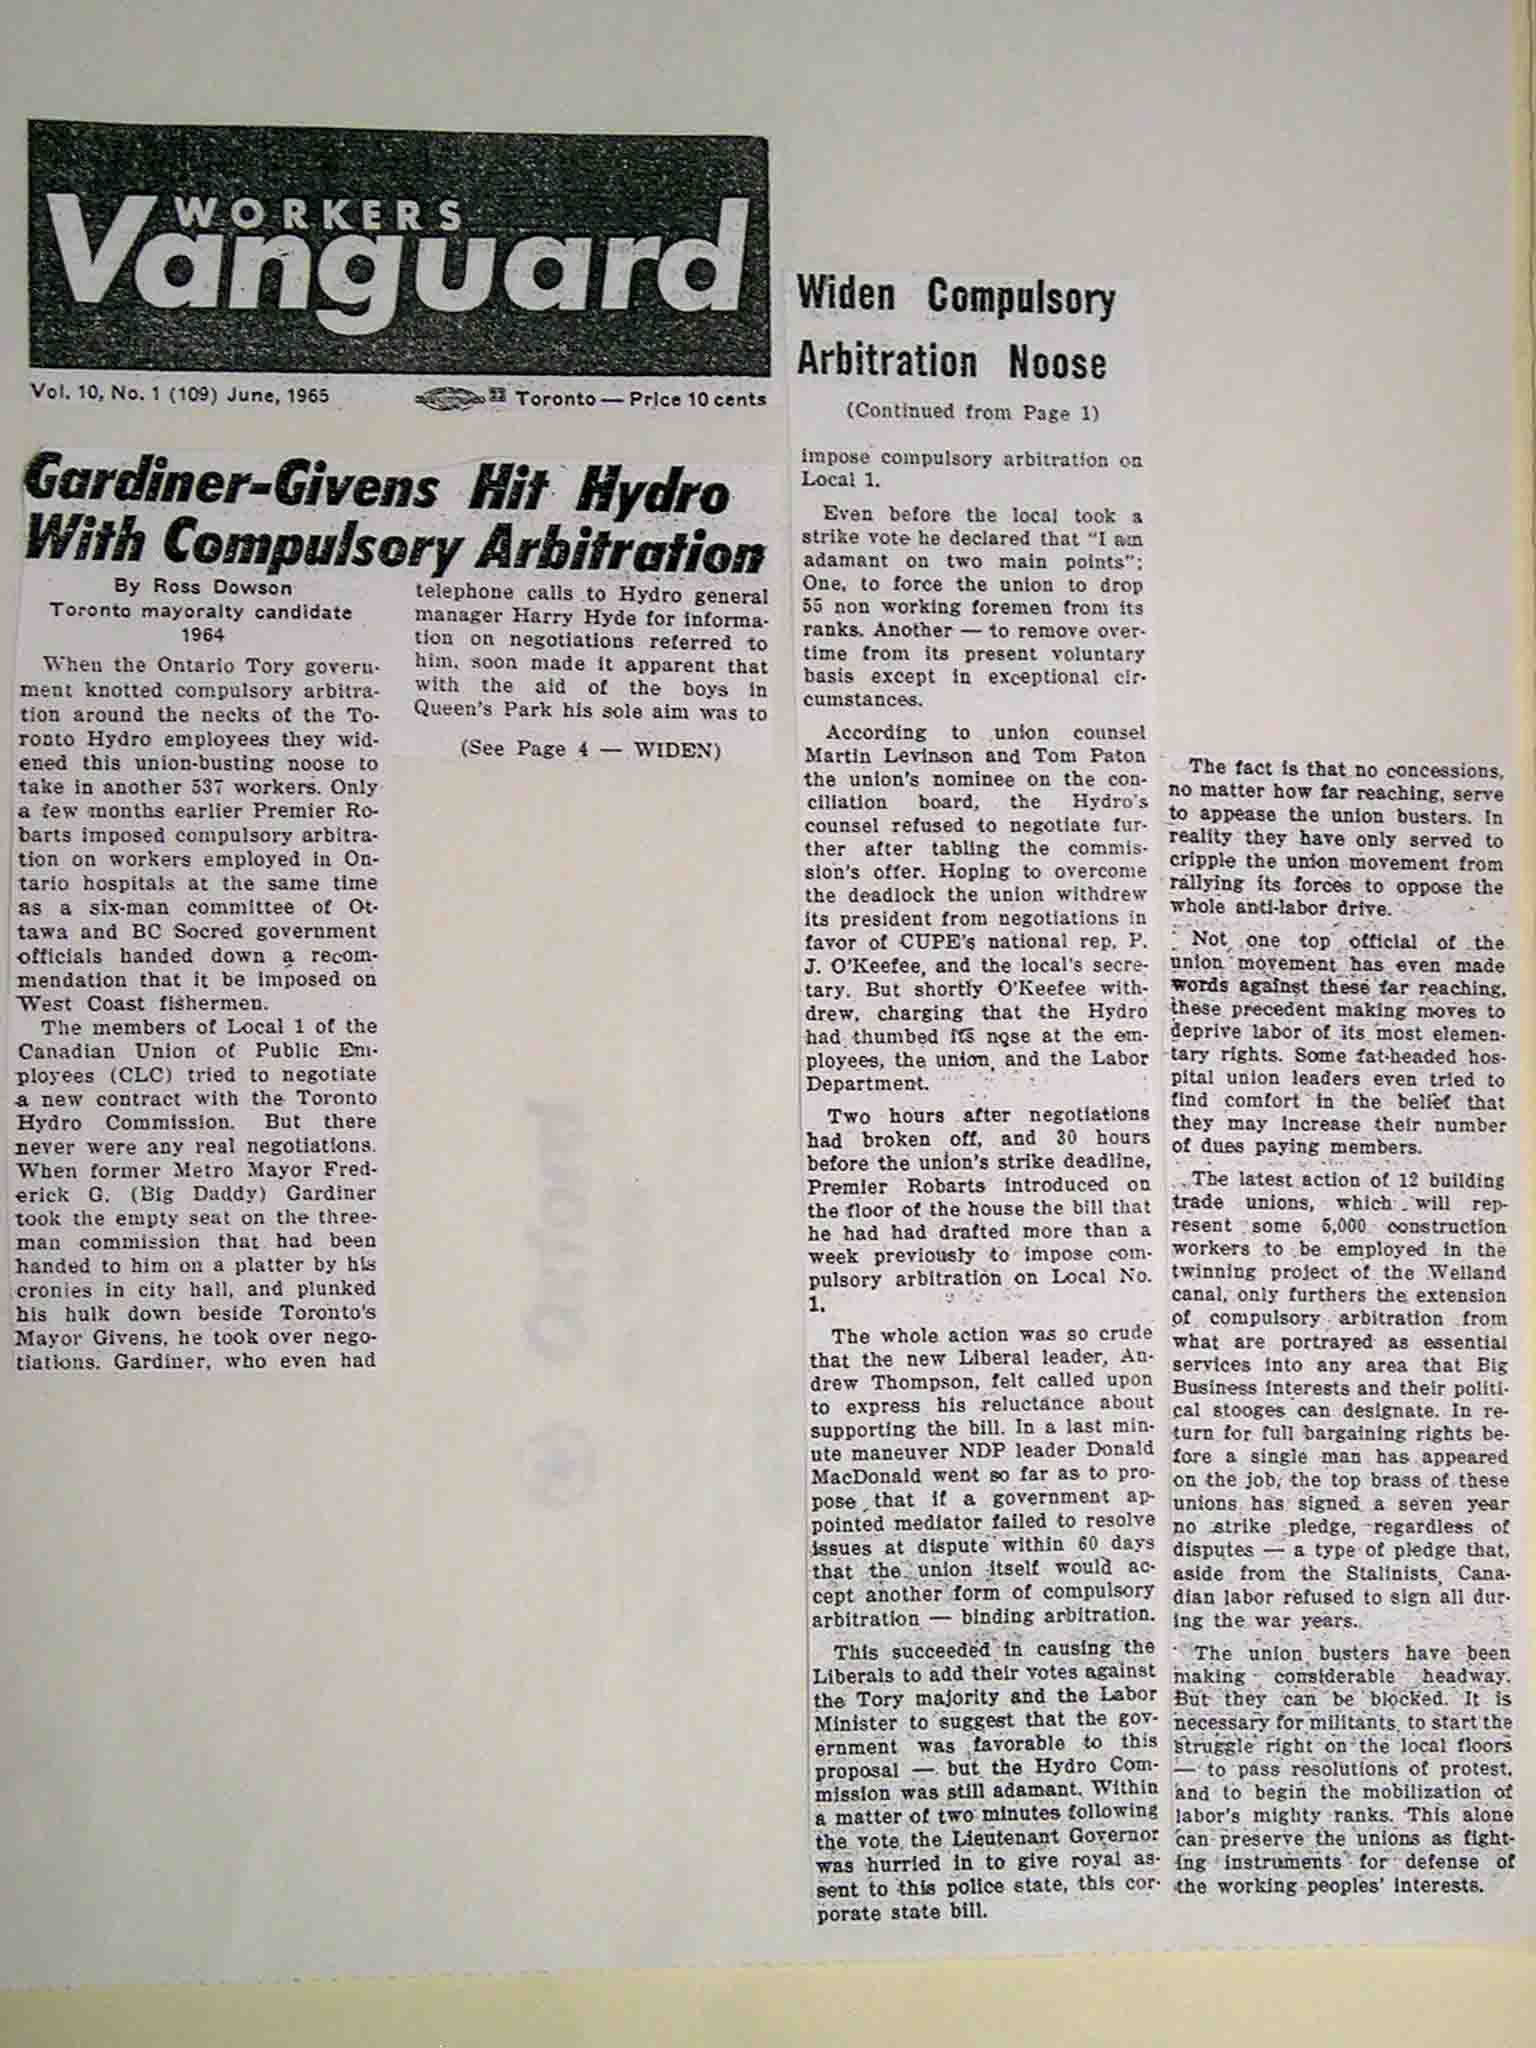 WORKERS
Vanguard
Vol. 10, No. 1 (109) June, 1965
Toronto — Price 10 cents
Gardiner-Givens Hit Hydro
With Compulsory Arbitration
By Ross Dowson
Toronto mayoralty candidate
1964
When the Ontario Tory govern-
ment knotted compulsory arbitra-
tion around the necks of the To-
ronto Hydro employees they wid-
ened this union-busting noose to
take in another 537 workers. Only
a few months earlier Premier Ro-
barts imposed compulsory arbitra-
tion on workers employed in On-
tario hospitals at the same time
as a six-man committee of Ot-
tawa and BC Socred government
officials handed down a recom-
mendation that it be imposed on
West Coast fishermen.
The members of Local 1 of the
Canadian Union of Public Em-
ployees (CLC) tried to negotiate
a new contract with the Toronto
Hydro Commission. But there
never were any real negotiations.
When former Metro Mayor Fred-
erick G. (Big Daddy) Gardiner
took the empty seat on the three-
man commission that had been
handed to him on a platter by his
cronies in city hall, and plunked
his hulk down beside Toronto's
Mayor Givens, he took over nego-
tiations. Gardiner, who even had
telephone calls to Hydro general
manager Harry Hyde for informa-
tion on negotiations referred to
him, soon made it apparent that
with the aid of the boys in
Queen's Park his sole aim was to
(See Page 4 — WIDEN)
Widen Compulsory
Arbitration Noose
(Continued from Page 1)
impose compulsory arbitration on
Local 1.
Even before the local took a
strike vote he declared that "I am
adamant on two main points":
One, to force the union to drop
55 non working foremen from its
ranks. Another — to remove over-
time from its present voluntary
basis except in exceptional cir-
cumstances.
According to union counsel
Martin Levinson and Tom Paton
the union's nominee on the con-
ciliation board, the Hydro's
counsel refused to negotiate fur-
ther after tabling the commis-
sion's offer. Hoping to overcome
the deadlock the union withdrew
its president from negotiations in
favor of CUPE's national rep, P.
J. O'Keefee, and the local's secre-
tary. But shortly O'Keefee with-
drew, charging that the Hydro
had thumbed its nose at the em-
ployees, the union, and the Labor
Department.
Two hours after negotiations
had broken off, and 30 hours
before the union's strike deadline,
Premier Robarts introduced on
the floor of the house the bill that
he had had drafted more than a
week previously to impose com-
pulsory arbitration on Local No.
1.
The whole action was so crude
that the new Liberal leader, An-
drew Thompson, felt called upon
to express his reluctance about
supporting the bill. In a last min-
ute maneuver NDP leader Donald
MacDonald went so far as to pro-
pose that if a government ap-
pointed mediator failed to resolve
issues at dispute within 60 days
that the union itself would ac-
cept another form of compulsory
arbitration — binding arbitration.
This succeeded in causing the
Liberals to add their votes against
the Tory majority and the Labor
Minister to suggest that the gov-
ernment was favorable to this
proposal — but the Hydro Com-
mission was still adamant. Within
a matter of two minutes following
the vote the Lieutenant Governor
was hurried in to give royal as-
sent to this police state, this cor-
porate state bill.
The fact is that no concessions,
no matter how far reaching, serve
to appease the union busters. In
reality they have only served to
cripple the union movement from
rallying its forces to oppose the
whole anti-labor drive.
Not one top official of the
union movement has even made
words against these far reaching,
these precedent making moves to
deprive labor of its most elemen-
tary rights. Some fat-headed hos-
pital union leaders even tried to
find comfort in the belief that
they may increase their number
of dues paying members.
The latest action of 12 building
trade unions, which will rep-
resent some 5,000 construction
workers to be employed in the
twinning project of the Welland
canal, only furthers the extension
of compulsory arbitration from
what are portrayed as essential
services into any area that Big
Business interests and their politi-
cal stooges can designate. In re-
turn for full bargaining rights be-
fore a single man has appeared
on the job, the top brass of these
unions has signed a seven year
no strike pledge, regardless of
disputes — a type of pledge that,
aside from the Stalinists, Cana-
dian labor refused to sign all dur-
ing the war years.
The union busters have been
making considerable headway.
But they can be blocked. It is
necessary for militants to start the
struggle right on the local floors
— to pass resolutions of protest,
and to begin the mobilization of
labor's mighty ranks. This alone
can preserve the unions as fight-
ing instruments for defense of
the working peoples' interests.